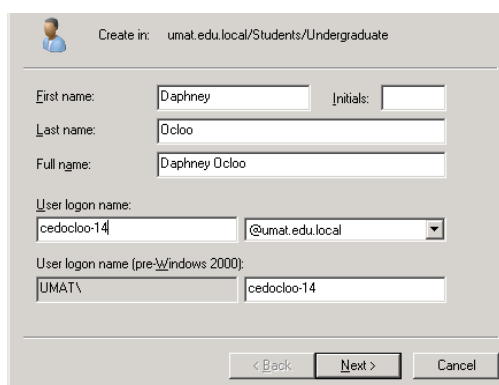 Create in: umat.edu.local/Students/Undergraduate
First name: Daphney Initials:
Last name: Ocloo
Full name: Daphney Ocloo
User logon name:
cedocloo-14 @umat.edu.local
User logon name (pre-Windows 2000):
UMAT\ cedocloo-14
< Back Next > Cancel